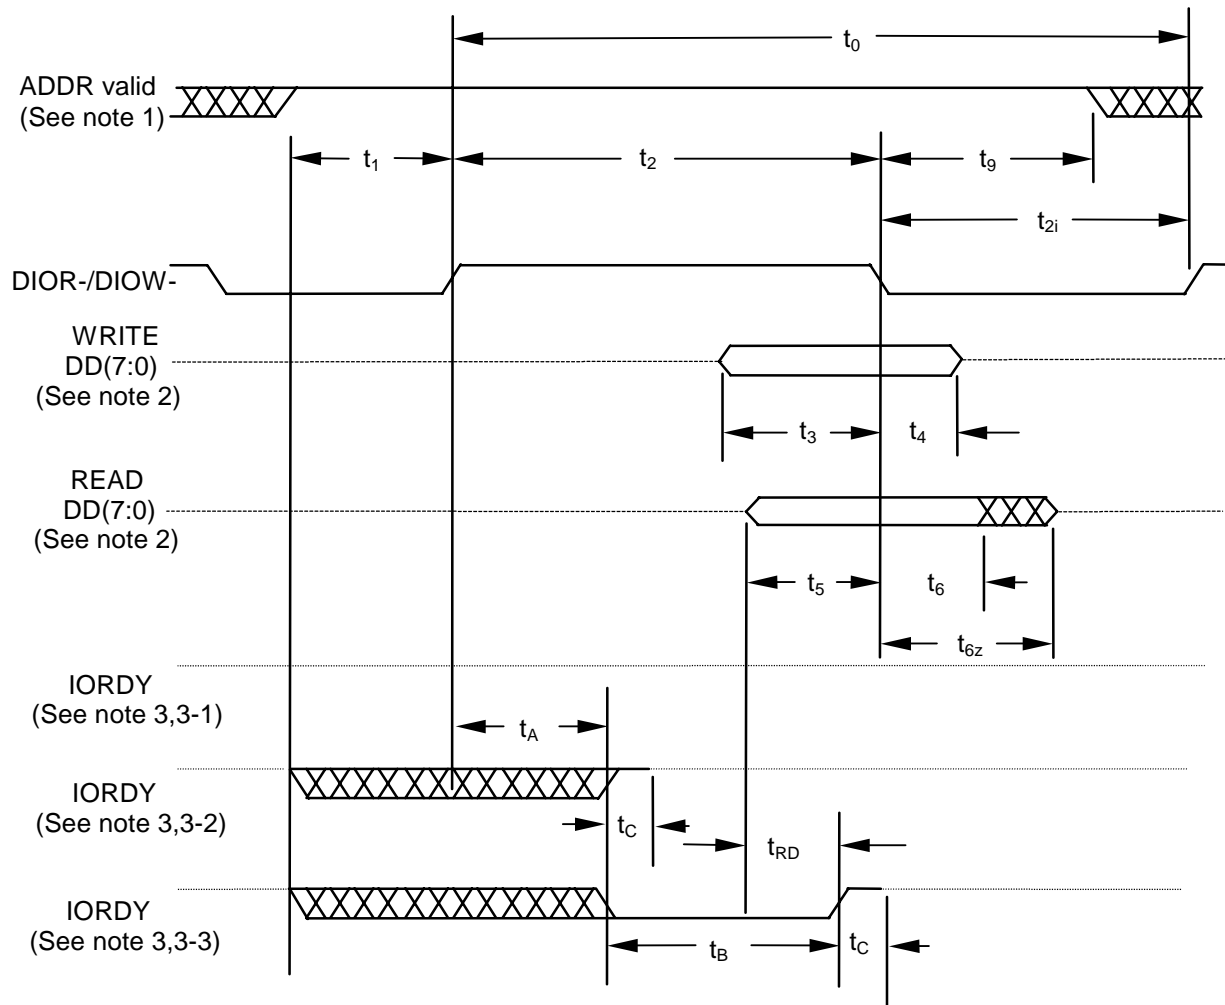 t0
ADDR valid
(See note 1)
t1
t2
t9
t2i
DIOR-/DIOW-
WRITE
DD(7:0)
(See note 2)
t3
t4
READ
DD(7:0)
(See note 2)
t5
t6
t6z
IORDY
(See note 3,3-1)
tA
IORDY
(See note 3,3-2)
tC
tRD
IORDY
(See note 3,3-3)
tB
tC